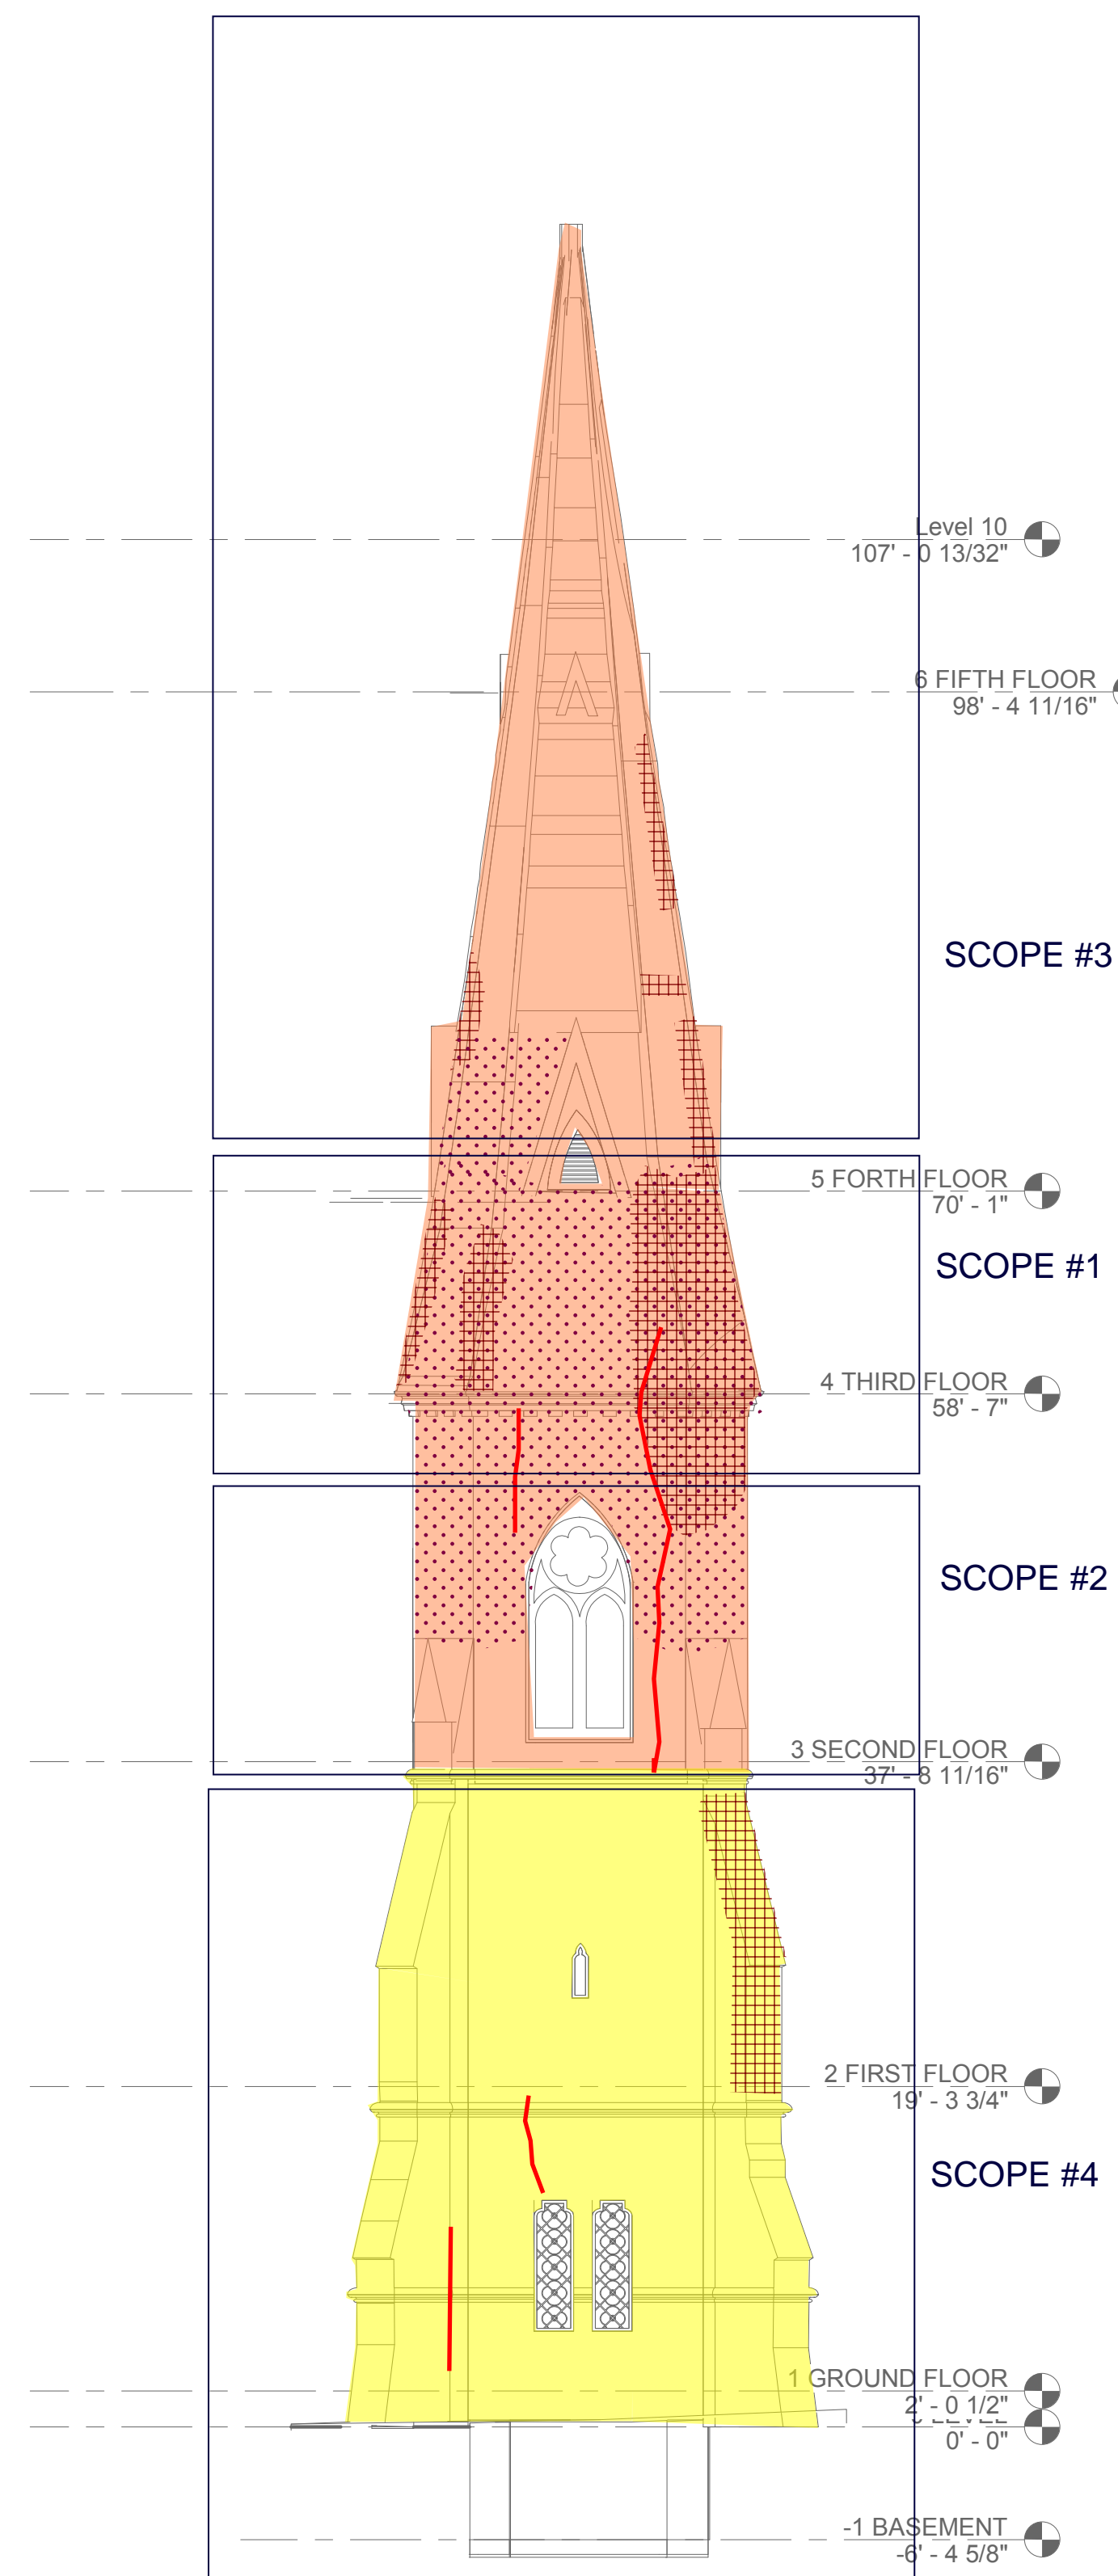 Level 10
107' - 0 13/32"
6 FIFTH FLOOR
98' - 4 11/16"
SCOPE #3
5 FORTH FLOOR
70' - 1"
SCOPE #1
4 THIRD FLOOR
58' - 7"
SCOPE #2
3 SECOND FLOOR
37' - 8 11/16"
2 FIRST FLOOR
19' - 3 3/4"
SCOPE #4
1 GROUND FLOOR
2' - 0 1/2"
LEVEL
0' - 0"
-1 BASEMENT
-6' - 4 5/8"